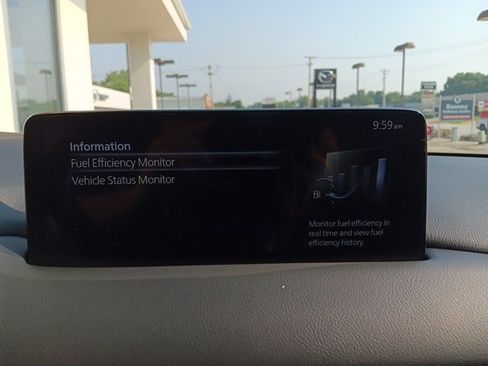 9:59 am
Information
Fuel Efficiency Monitor
Vehicle Status Monitor
Monitor fuel efficiency in
real time and view fuel
efficiency history.